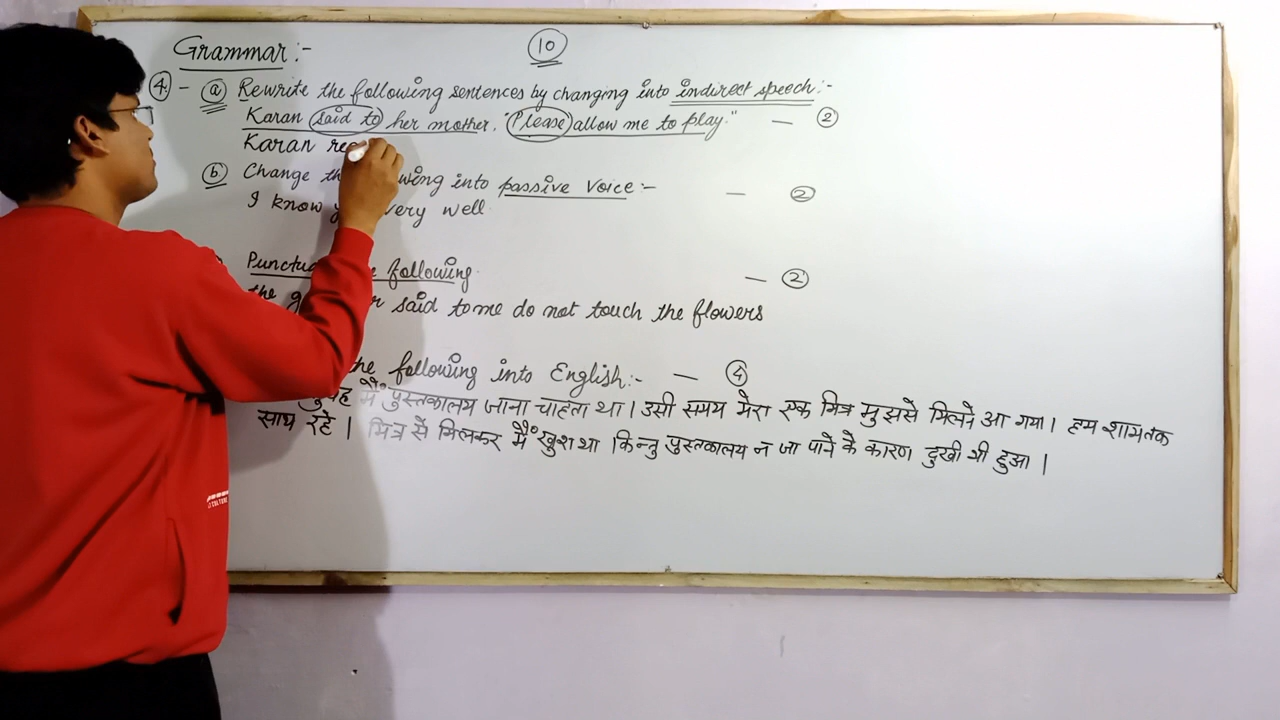 Grammar:-
10
4 - a Rewrite the following sentences by changing into indirect speech:-
Karan said to her mother, "Please allow me to play." — 2
Karan re
b Change the wing into passive Voice:- — 2
I know very well.
Punctu following. — 2
the g r said to me do not touch the flowers
the following into English:- — 4
मैं पुस्तकालय जाना चाहता था। उसी समय मेरा एक मित्र मुझसे मिलने आ गया। हम शाम तक
साथ रहे। मित्र से मिलकर मैं खुश था किन्तु पुस्तकालय न जा पाने के कारण दुखी भी हुआ।